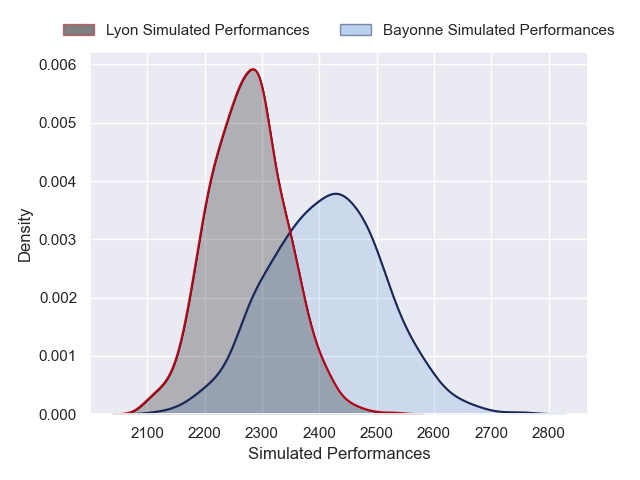 Lyon Simulated Performances Bayonne Simulated Performances
0.006
0.005
0.004
0.003
0.002
0.001
0.000
Density
2100 2200 2300 2400 2500 2600 2700 2800
Simulated Performances